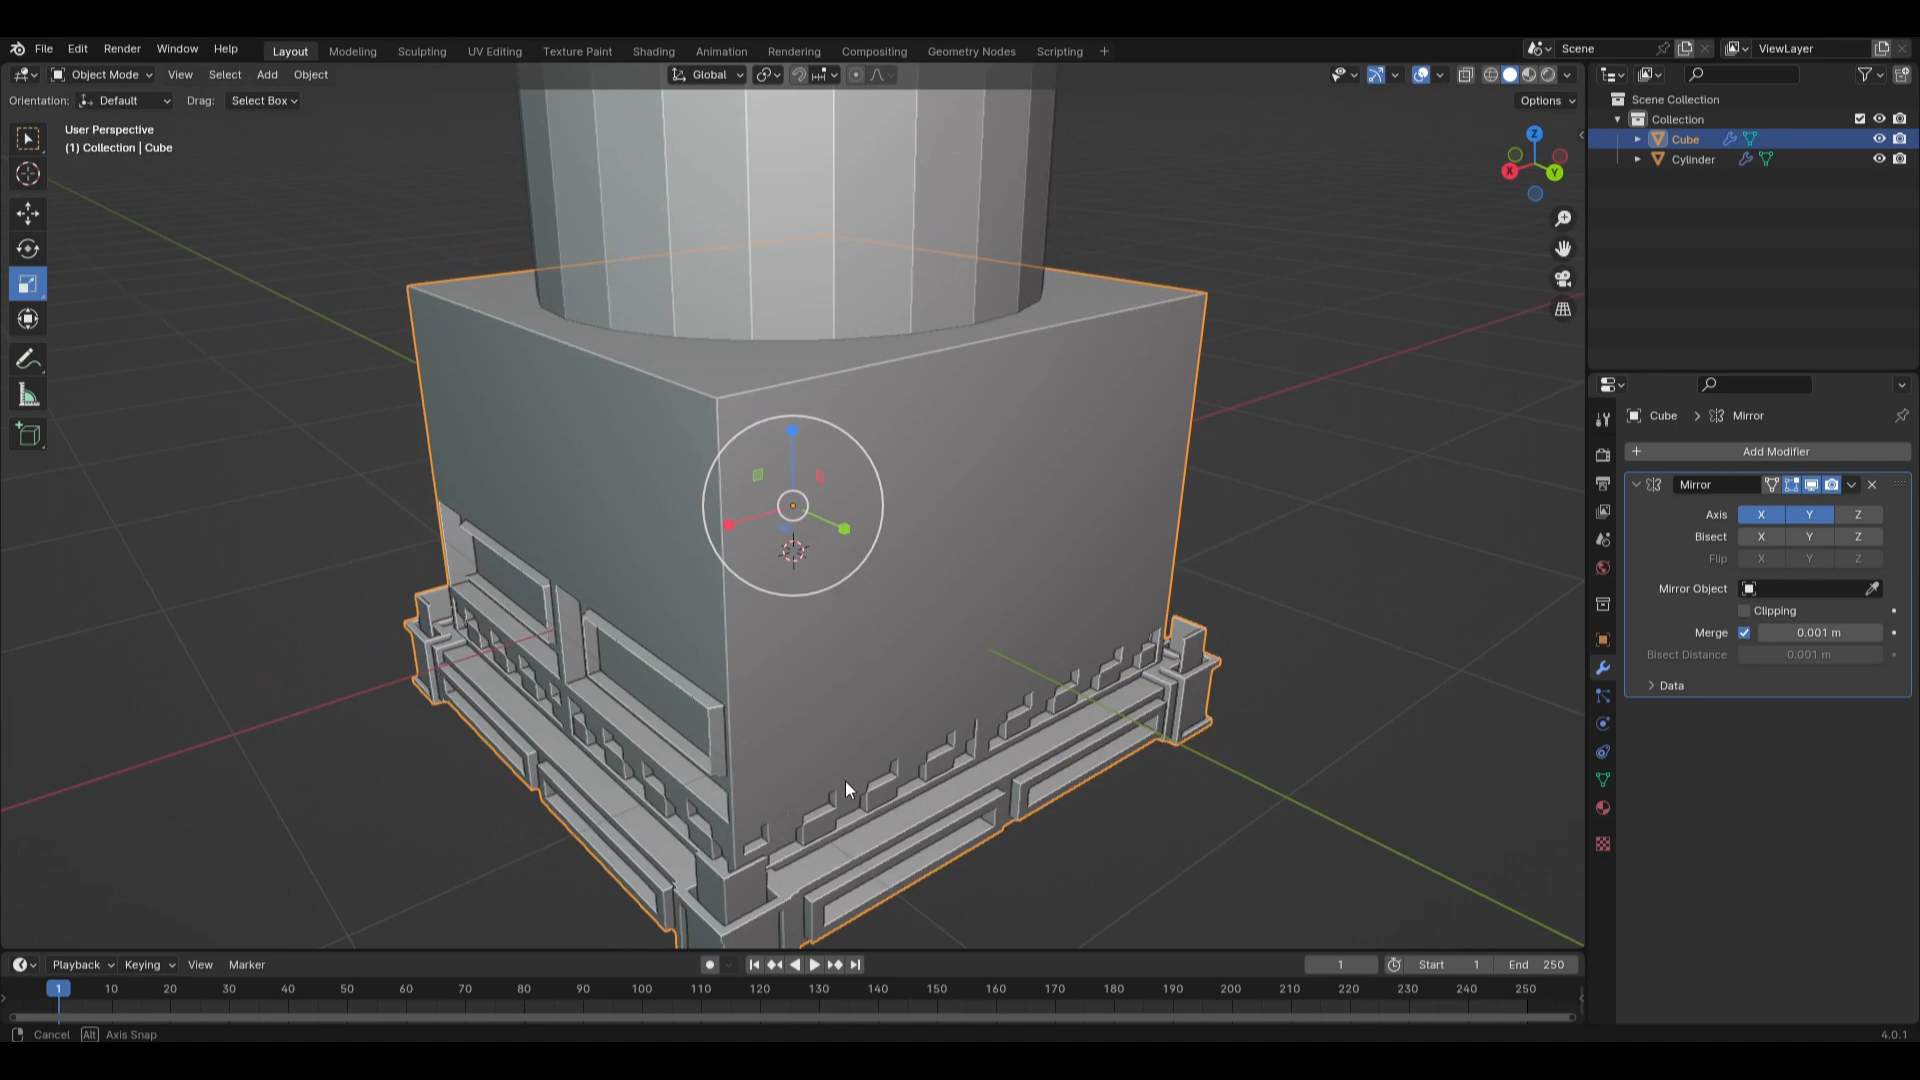 File Edit Render Window Help
Layout Modeling Sculpting UV Editing Texture Paint Shading Animation Rendering Compositing Geometry Nodes Scripting +
Scene
ViewLayer
Object Mode View Select Add Object
Global
Orientation: Default Drag: Select Box
Options
User Perspective
(1) Collection | Cube
Z
X
Y
Scene Collection
Collection
Cube
Cylinder
Cube > Mirror
+ Add Modifier
Mirror
Axis X Y Z
Bisect X Y Z
Flip X Y Z
Mirror Object
Clipping
Merge 0.001 m
Bisect Distance 0.001 m
Data
Playback Keying View Marker
1
Start 1
End 250
1 10 20 30 40 50 60 70 80 90 100 110 120 130 140 150 160 170 180 190 200 210 220 230 240 250
Cancel Alt Axis Snap
4.0.1